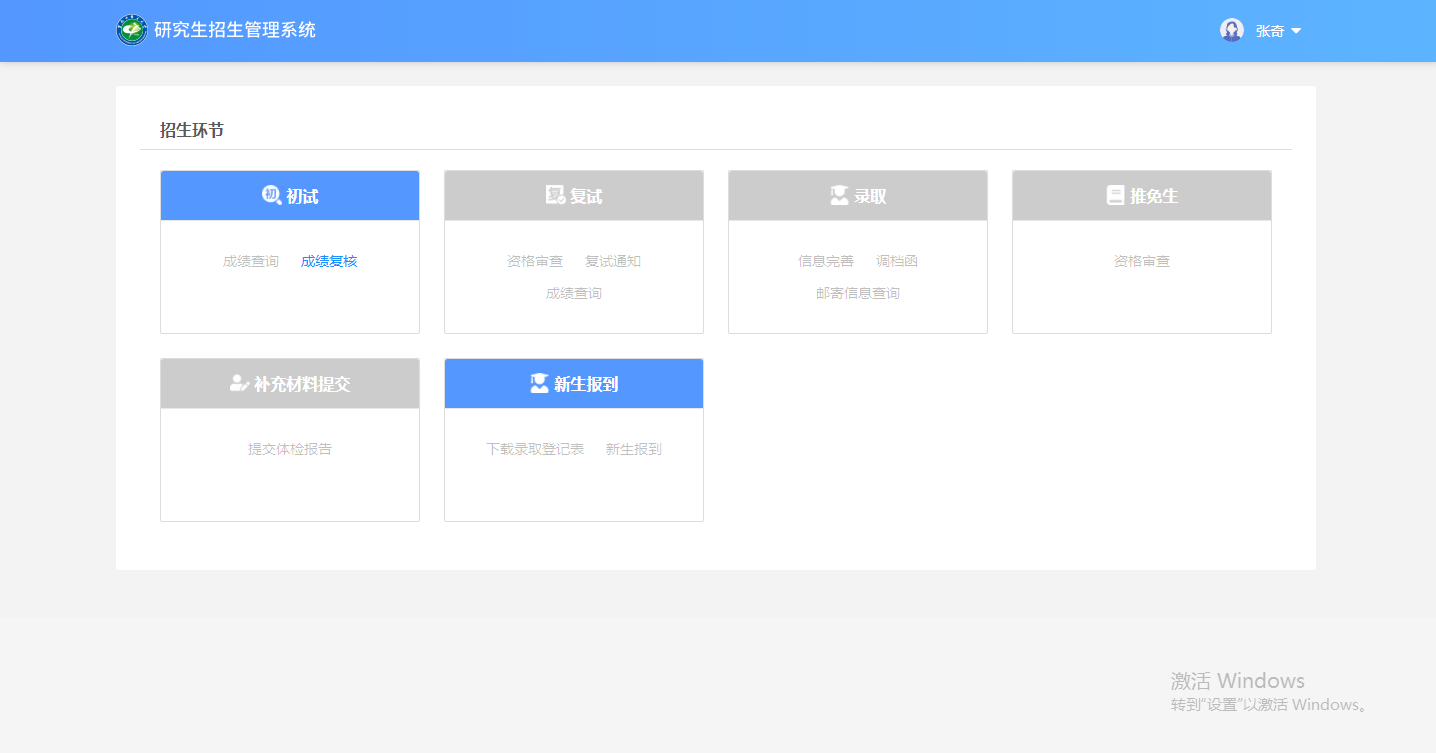 研究生招生管理系统
张奇
招生环节
初 初试
复 复试
录取
推免生
成绩查询 成绩复核
资格审查 复试通知
成绩查询
信息完善 调档函
邮寄信息查询
资格审查
补充材料提交
新生报到
提交体检报告
下载录取登记表 新生报到
激活 Windows
转到“设置”以激活 Windows。